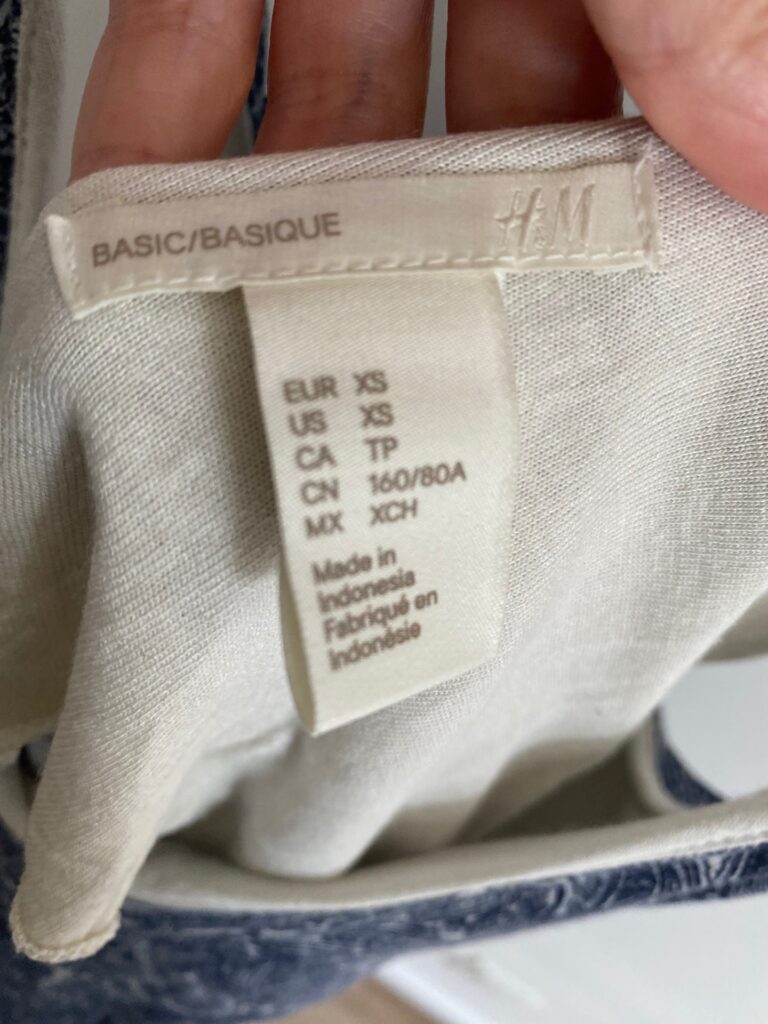 BASIC/BASIQUE H&M
EUR XS
US XS
CA TP
CN 160/80A
MX XCH
Made in
Indonesia
Fabriqué en
Indonésie